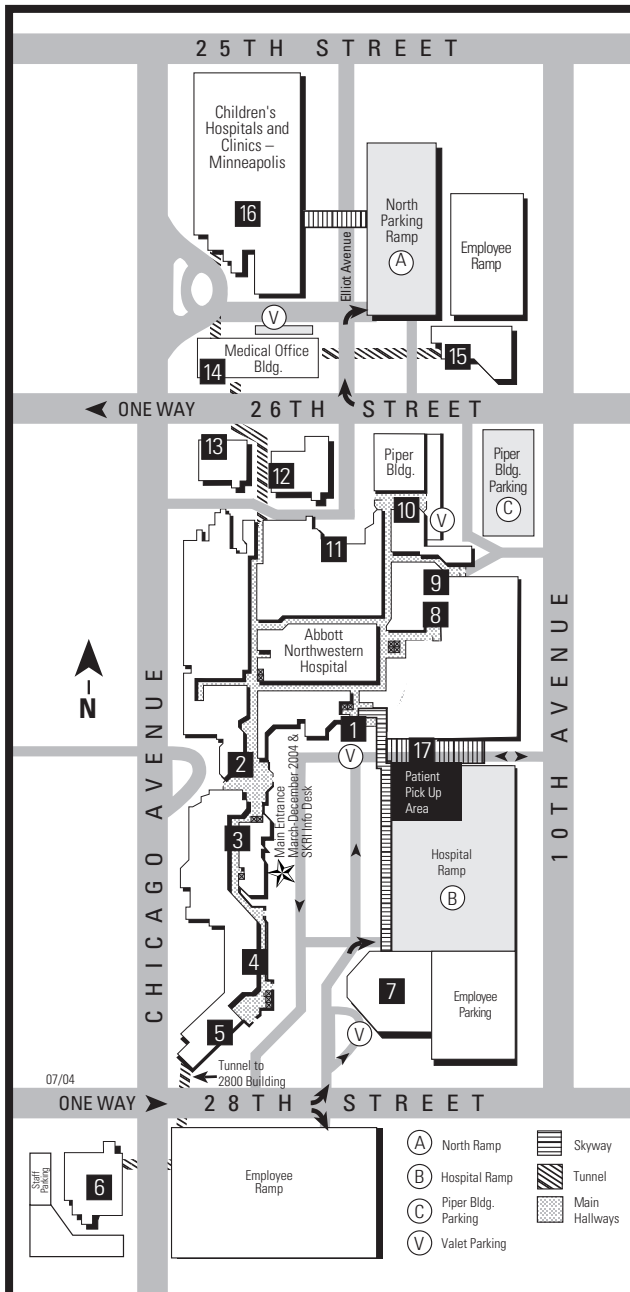 25TH STREET
Children's
Hospitals and
Clinics –
Minneapolis
16
North
Parking
Ramp
A
Employee
Ramp
Elliot Avenue
V
Medical Office
Bldg.
14
15
ONE WAY 26TH STREET
13
12
Piper
Bldg.
Piper
Bldg.
Parking
C
10
V
11
9
8
Abbott
Northwestern
Hospital
N
1
17
V
2
Patient
Pick Up
Area
Main Entrance
March-December 2004 &
SKRI Info Desk
3
Hospital
Ramp
B
4
7
Employee
Parking
5
V
CHICAGO AVENUE
10TH AVENUE
Tunnel to
2800 Building
07/04
ONE WAY 28TH STREET
Staff
Parking
6
Employee
Ramp
A North Ramp
B Hospital Ramp
C Piper Bldg.
Parking
V Valet Parking
Skyway
Tunnel
Main
Hallways